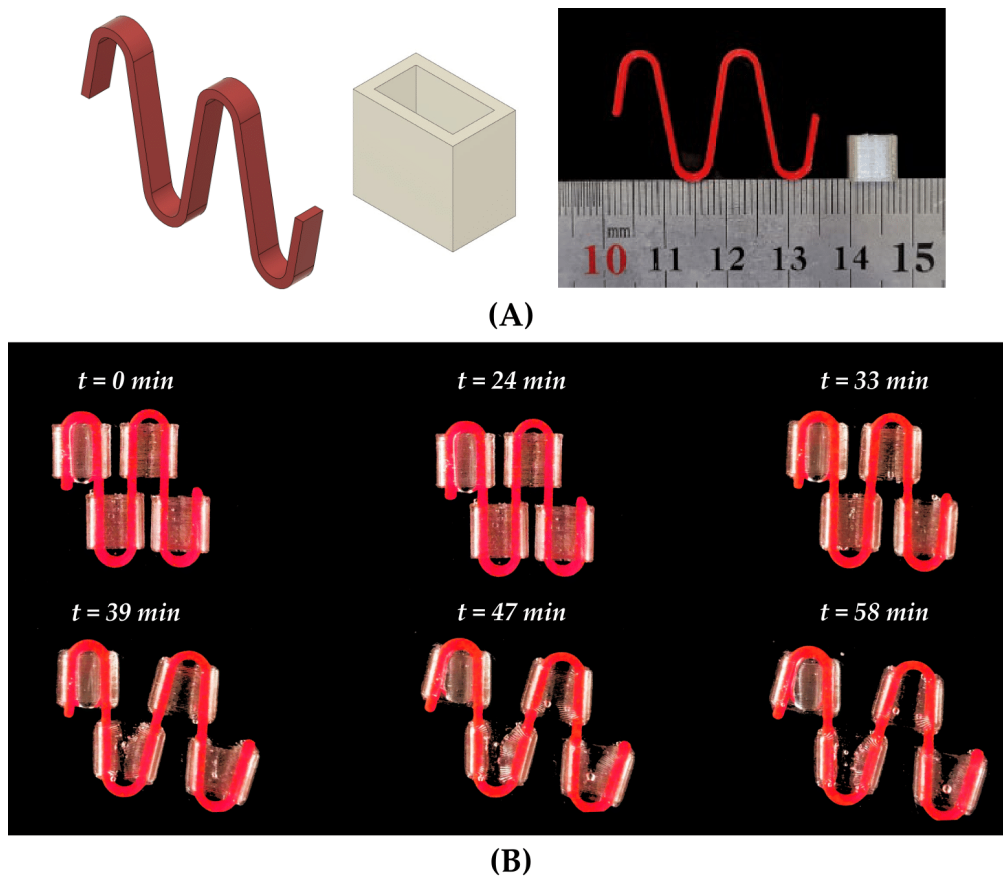 mm
10 11 12 13 14 15
(A)
t = 0 min t = 24 min t = 33 min
t = 39 min t = 47 min t = 58 min
(B)